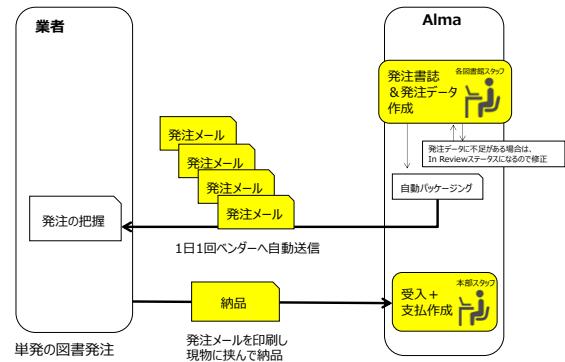 業者
Alma
各図書館スタッフ
発注書誌
＆発注データ
作成
発注データに不足がある場合は、
In Reviewステータスになるので修正
自動パッケージング
発注メール
発注メール
発注メール
発注メール
発注の把握
1日1回ベンダーへ自動送信
納品
本部スタッフ
受入＋
支払作成
発注メールを印刷し
現物に挟んで納品
単発の図書発注